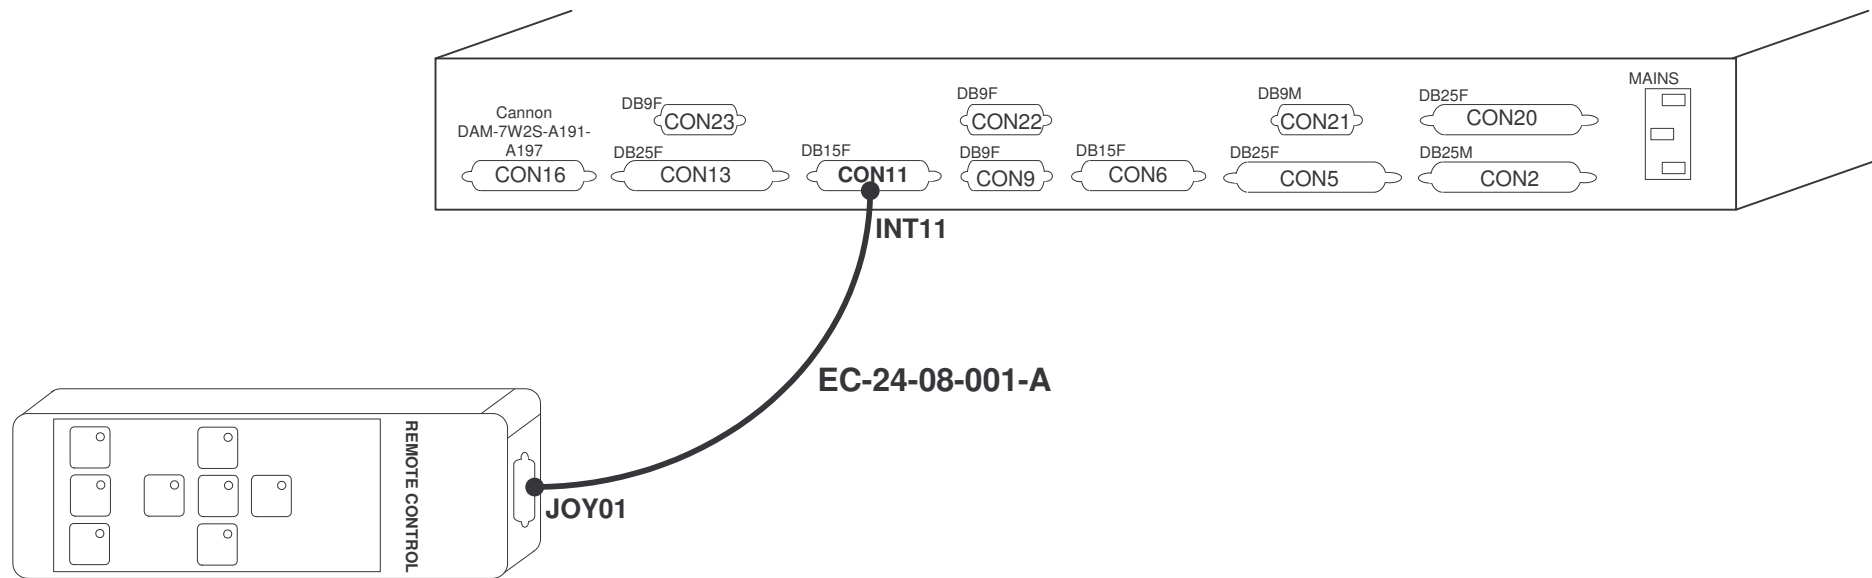 MAINS
DB9F
CON23
DB9F
CON22
DB9M
CON21
DB25F
CON20
Cannon
DAM-7W2S-A191-
A197
CON16
DB25F
CON13
DB15F
CON11
DB9F
CON9
DB15F
CON6
DB25F
CON5
DB25M
CON2
INT11
EC-24-08-001-A
REMOTE CONTROL
JOY01